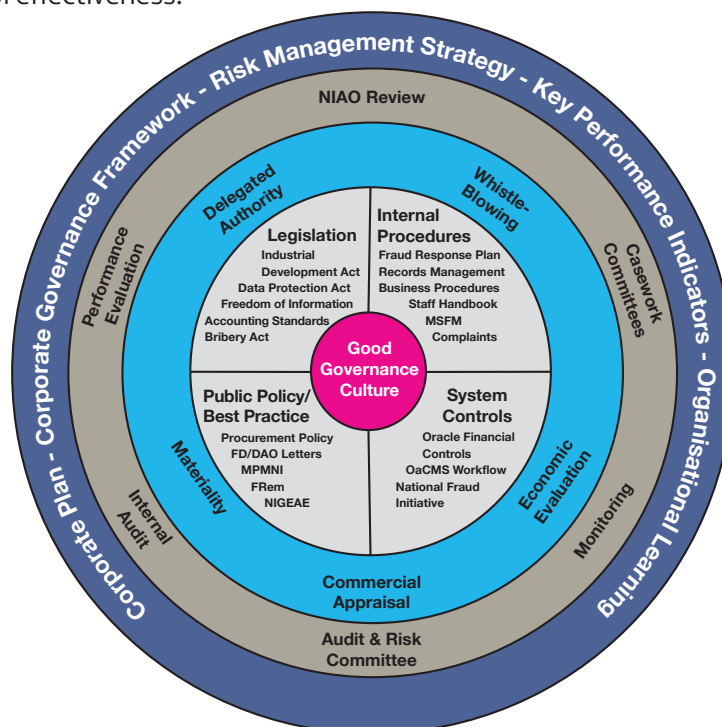 effectiveness.
Corporate Plan - Corporate Governance Framework - Risk Management Strategy - Key Performance Indicators - Organisational Learning
NIAO Review
Performance
Evaluation
Casework
Committees
Internal
Audit
Monitoring
Audit & Risk
Committee
Delegated
Authority
Whistle-
Blowing
Materiality
Economic
Evaluation
Commercial
Appraisal
Legislation
Industrial
Development Act
Data Protection Act
Freedom of Information
Accounting Standards
Bribery Act
Internal
Procedures
Fraud Response Plan
Records Management
Business Procedures
Staff Handbook
MSFM
Complaints
Good
Governance
Culture
Public Policy/
Best Practice
Procurement Policy
FD/DAO Letters
MPMNI
FRem
NIGEAE
System
Controls
Oracle Financial
Controls
OaCMS Workflow
National Fraud
Initiative